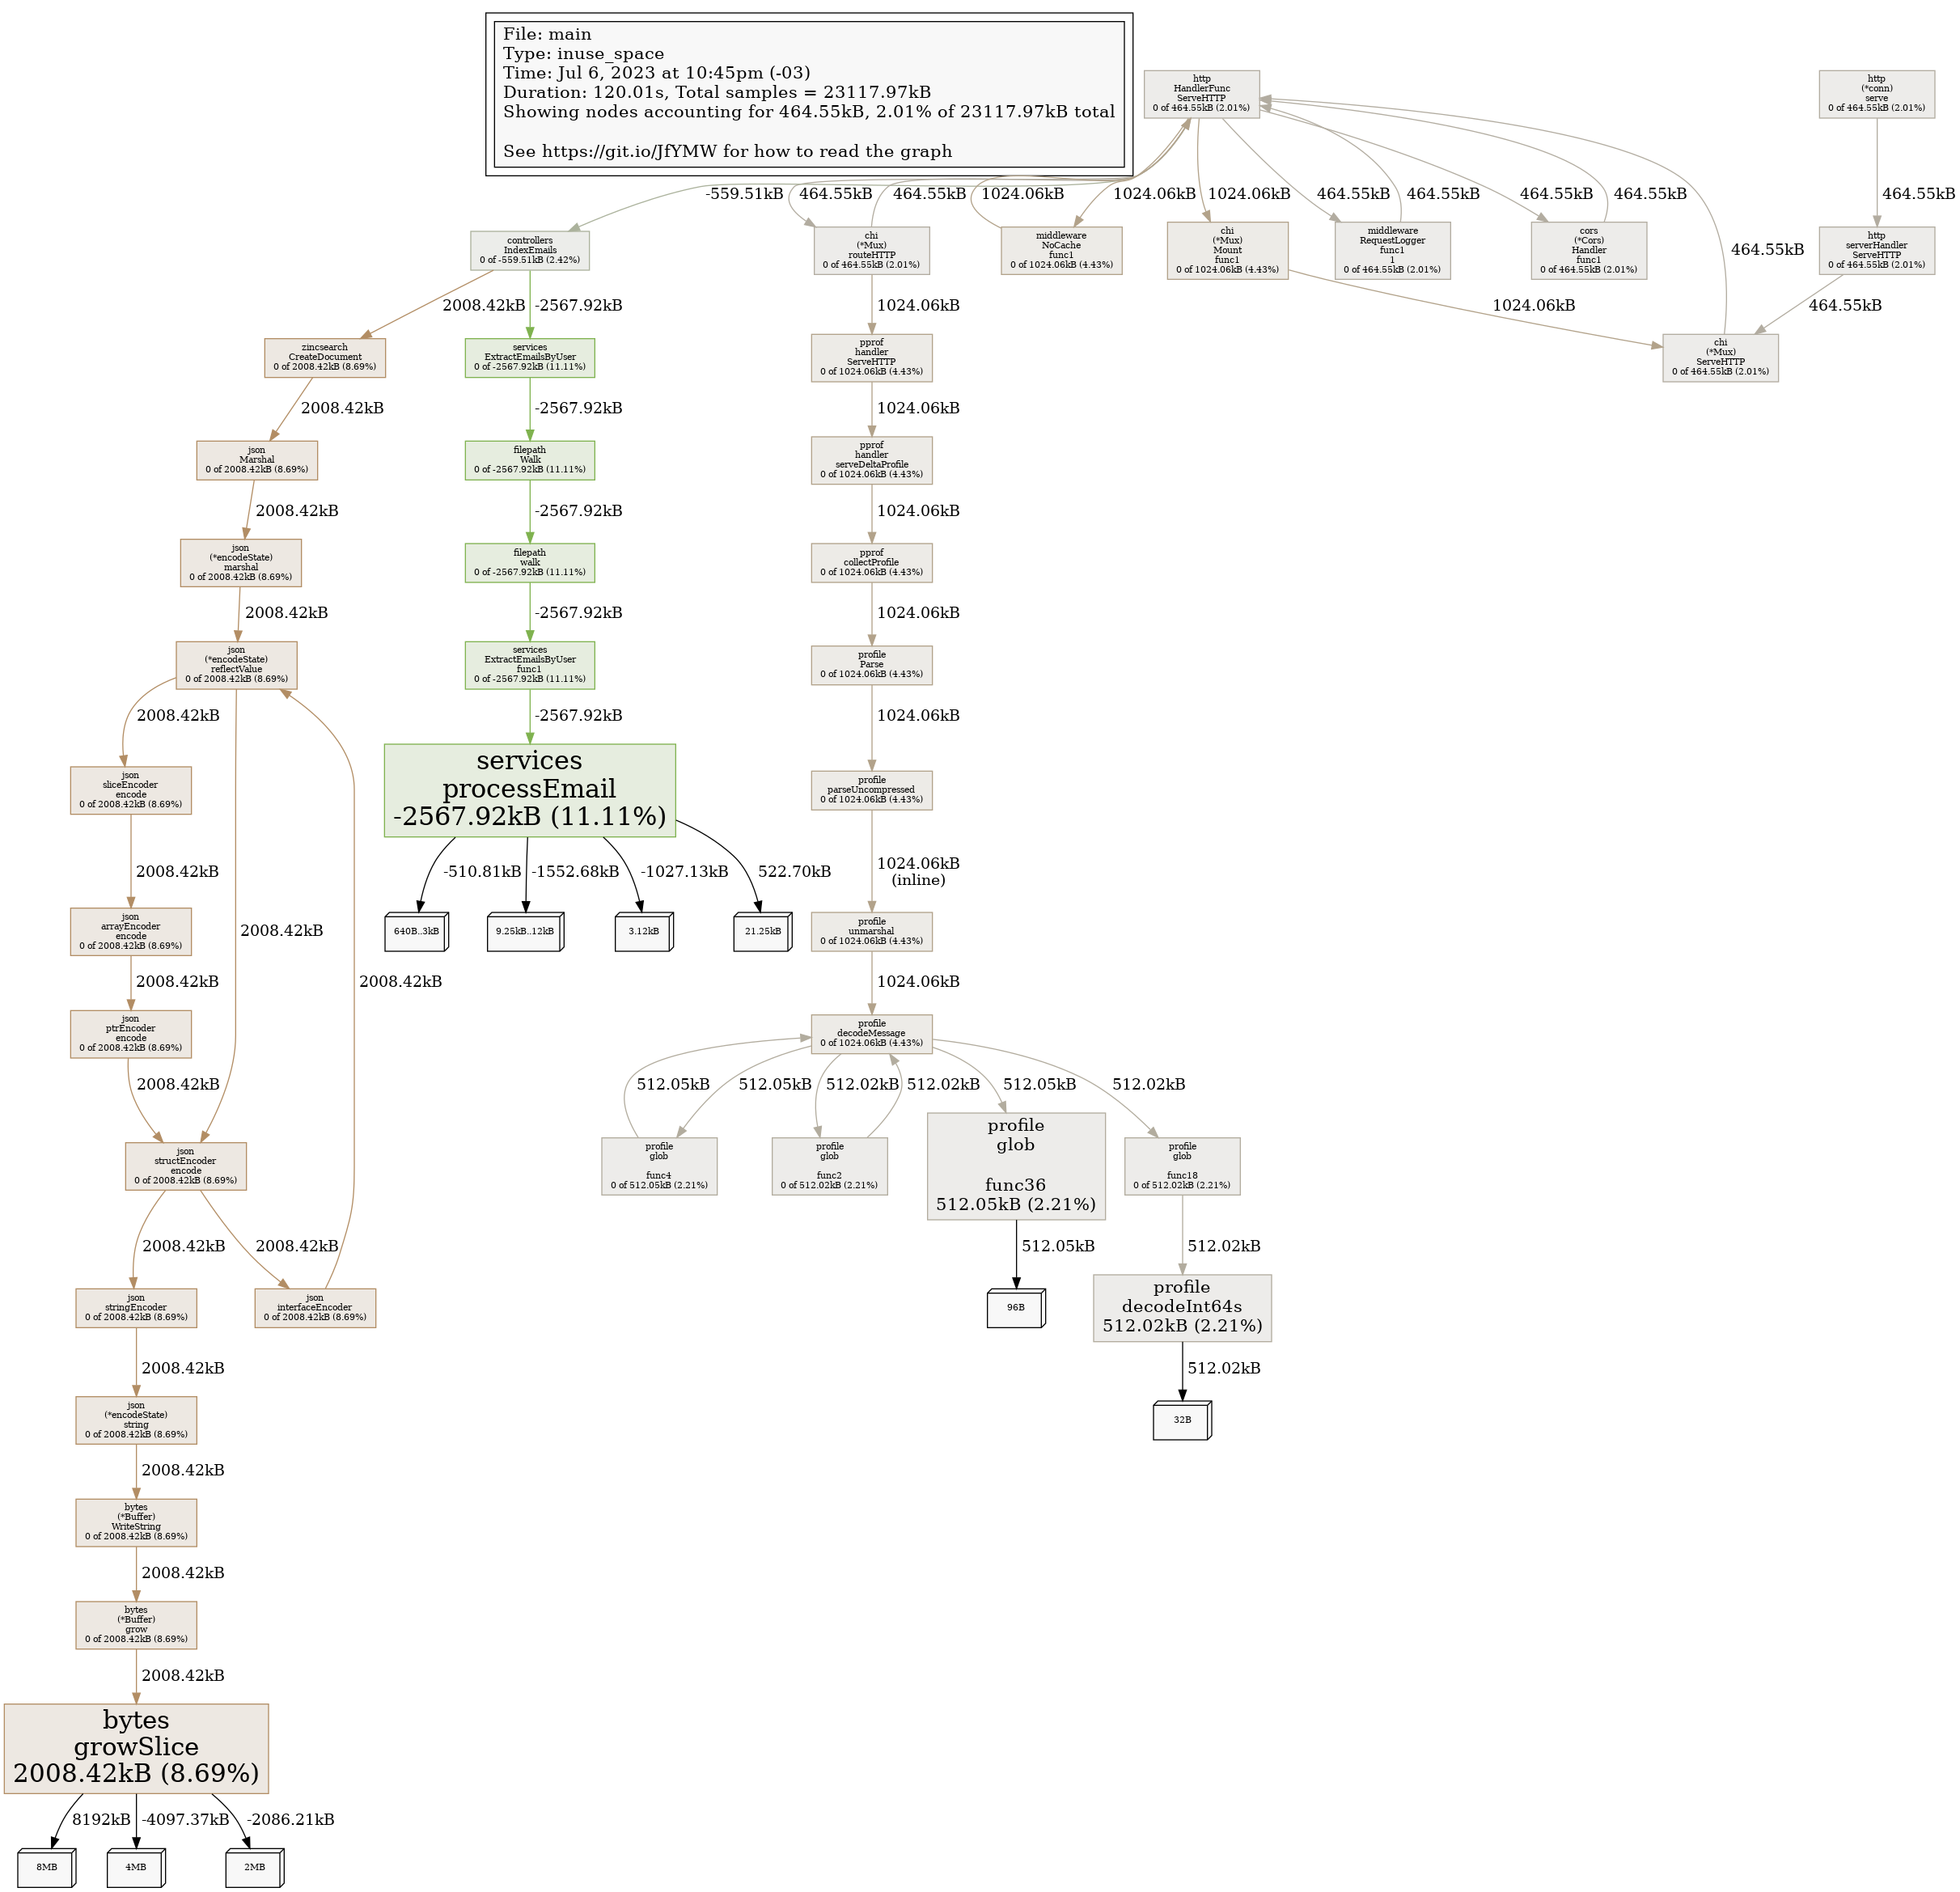 File: main
Type: inuse_space
Time: Jul 6, 2023 at 10:45pm (-03)
Duration: 120.01s, Total samples = 23117.97kB
Showing nodes accounting for 464.55kB, 2.01% of 23117.97kB total
See https://git.io/JfYMW for how to read the graph
http
HandlerFunc
ServeHTTP
0 of 464.55kB (2.01%)
http
(*conn)
serve
0 of 464.55kB (2.01%)
-559.51kB
464.55kB
464.55kB
1024.06kB
1024.06kB
1024.06kB
464.55kB
464.55kB
464.55kB
464.55kB
464.55kB
464.55kB
controllers
IndexEmails
0 of -559.51kB (2.42%)
chi
(*Mux)
routeHTTP
0 of 464.55kB (2.01%)
middleware
NoCache
func1
0 of 1024.06kB (4.43%)
chi
(*Mux)
Mount
func1
0 of 1024.06kB (4.43%)
middleware
RequestLogger
func1
1
0 of 464.55kB (2.01%)
cors
(*Cors)
Handler
func1
0 of 464.55kB (2.01%)
http
serverHandler
ServeHTTP
0 of 464.55kB (2.01%)
2008.42kB
-2567.92kB
1024.06kB
1024.06kB
464.55kB
zincsearch
CreateDocument
0 of 2008.42kB (8.69%)
services
ExtractEmailsByUser
0 of -2567.92kB (11.11%)
pprof
handler
ServeHTTP
0 of 1024.06kB (4.43%)
chi
(*Mux)
ServeHTTP
0 of 464.55kB (2.01%)
2008.42kB
-2567.92kB
1024.06kB
json
Marshal
0 of 2008.42kB (8.69%)
filepath
Walk
0 of -2567.92kB (11.11%)
pprof
handler
serveDeltaProfile
0 of 1024.06kB (4.43%)
2008.42kB
-2567.92kB
1024.06kB
json
(*encodeState)
marshal
0 of 2008.42kB (8.69%)
filepath
walk
0 of -2567.92kB (11.11%)
pprof
collectProfile
0 of 1024.06kB (4.43%)
2008.42kB
-2567.92kB
1024.06kB
json
(*encodeState)
reflectValue
0 of 2008.42kB (8.69%)
services
ExtractEmailsByUser
func1
0 of -2567.92kB (11.11%)
profile
Parse
0 of 1024.06kB (4.43%)
2008.42kB
-2567.92kB
1024.06kB
json
sliceEncoder
encode
0 of 2008.42kB (8.69%)
services
processEmail
-2567.92kB (11.11%)
profile
parseUncompressed
0 of 1024.06kB (4.43%)
2008.42kB
-510.81kB
-1552.68kB
-1027.13kB
522.70kB
1024.06kB
(inline)
json
arrayEncoder
encode
0 of 2008.42kB (8.69%)
2008.42kB
640B..3kB
9.25kB..12kB
3.12kB
21.25kB
profile
unmarshal
0 of 1024.06kB (4.43%)
2008.42kB
2008.42kB
1024.06kB
json
ptrEncoder
encode
0 of 2008.42kB (8.69%)
profile
decodeMessage
0 of 1024.06kB (4.43%)
2008.42kB
512.05kB
512.05kB
512.02kB
512.02kB
512.05kB
512.02kB
json
structEncoder
encode
0 of 2008.42kB (8.69%)
profile
glob
func4
0 of 512.05kB (2.21%)
profile
glob
func2
0 of 512.02kB (2.21%)
profile
glob
func36
512.05kB (2.21%)
profile
glob
func18
0 of 512.02kB (2.21%)
2008.42kB
2008.42kB
512.05kB
512.02kB
json
stringEncoder
0 of 2008.42kB (8.69%)
json
interfaceEncoder
0 of 2008.42kB (8.69%)
96B
profile
decodeInt64s
512.02kB (2.21%)
2008.42kB
512.02kB
json
(*encodeState)
string
0 of 2008.42kB (8.69%)
32B
2008.42kB
bytes
(*Buffer)
WriteString
0 of 2008.42kB (8.69%)
2008.42kB
bytes
(*Buffer)
grow
0 of 2008.42kB (8.69%)
2008.42kB
bytes
growSlice
2008.42kB (8.69%)
8192kB
-4097.37kB
-2086.21kB
8MB
4MB
2MB